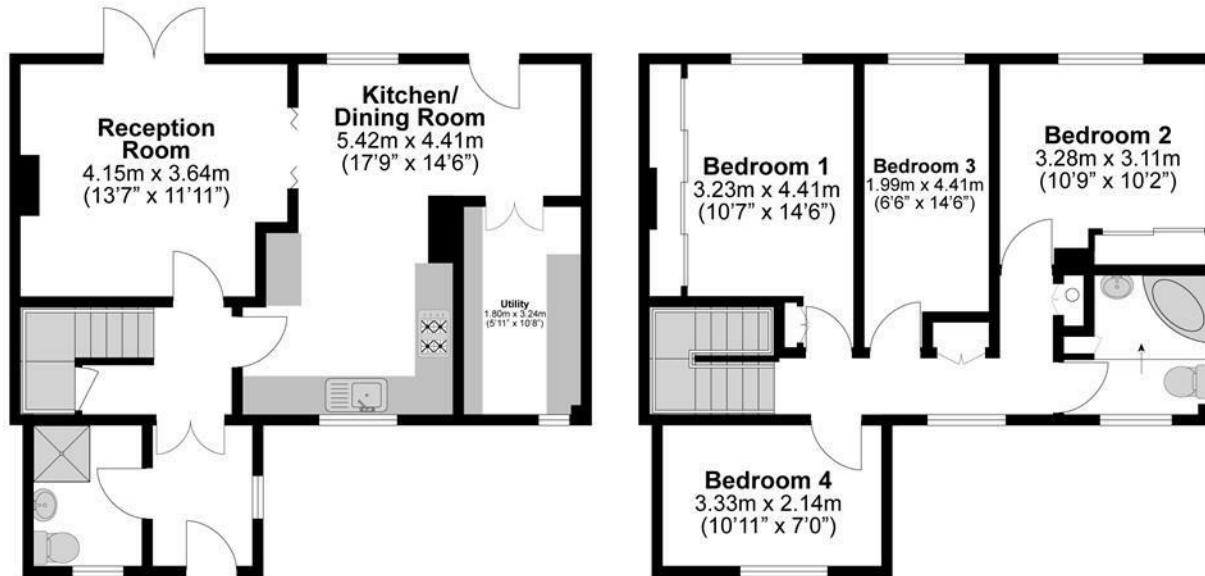 Reception
Room
4.15m x 3.64m
(13'7" x 11'11")
Kitchen/
Dining Room
5.42m x 4.41m
(17'9" x 14'6")
Utility
1.80m x 3.24m
(5'11" x 10'8")
Bedroom 1
3.23m x 4.41m
(10'7" x 14'6")
Bedroom 3
1.99m x 4.41m
(6'6" x 14'6")
Bedroom 2
3.28m x 3.11m
(10'9" x 10'2")
Bedroom 4
3.33m x 2.14m
(10'11" x 7'0")